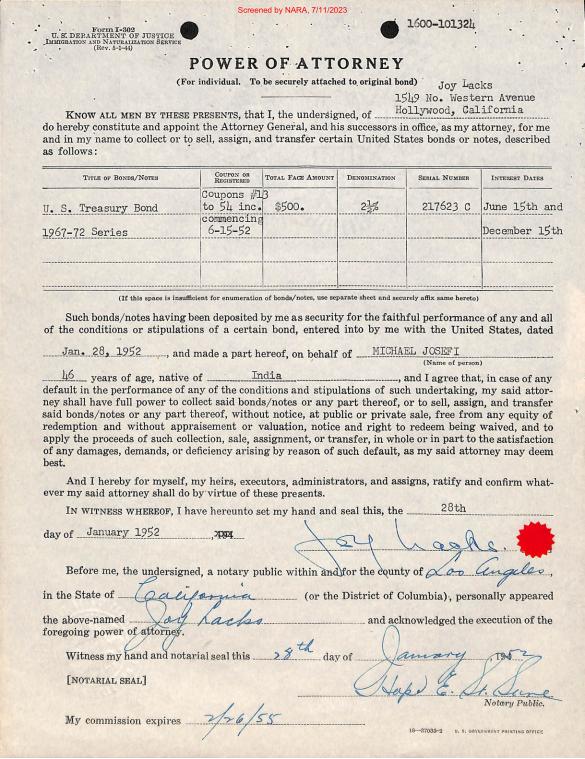 Screened by NARA, 7/11/2023
1600-101324
Form I-302
U. S. DEPARTMENT OF JUSTICE
IMMIGRATION AND NATURALIZATION SERVICE
(Rev. 5-1-44)
POWER OF ATTORNEY
(For individual. To be securely attached to original bond)
Joy Lacks
1549 No. Western Avenue
KNOW ALL MEN BY THESE PRESENTS, that I, the undersigned, of Hollywood, California
do hereby constitute and appoint the Attorney General, and his successors in office, as my attorney, for me
and in my name to collect or to sell, assign, and transfer certain United States bonds or notes, described
as follows:
TITLE OF BONDS/NOTES COUPON OR REGISTERED TOTAL FACE AMOUNT DENOMINATION SERIAL NUMBER INTEREST DATES
Coupons #13
U. S. Treasury Bond to 54 inc. $500. 2½% 217623 C June 15th and
commencing
1967-72 Series 6-15-52 December 15th
(If this space is insufficient for enumeration of bonds/notes, use separate sheet and securely affix same hereto)
Such bonds/notes having been deposited by me as security for the faithful performance of any and all
of the conditions or stipulations of a certain bond, entered into by me with the United States, dated
Jan. 28, 1952, and made a part hereof, on behalf of MICHAEL JOSEFI
(Name of person)
46 years of age, native of India, and I agree that, in case of any
default in the performance of any of the conditions and stipulations of such undertaking, my said attor-
ney shall have full power to collect said bonds/notes or any part thereof, or to sell, assign, and transfer
said bonds/notes or any part thereof, without notice, at public or private sale, free from any equity of
redemption and without appraisement or valuation, notice and right to redeem being waived, and to
apply the proceeds of such collection, sale, assignment, or transfer, in whole or in part to the satisfaction
of any damages, demands, or deficiency arising by reason of such default, as my said attorney may deem
best.
And I hereby for myself, my heirs, executors, administrators, and assigns, ratify and confirm what-
ever my said attorney shall do by virtue of these presents.
IN WITNESS WHEREOF, I have hereunto set my hand and seal this, the 28th
day of January 1952
Joy Lacks.
Before me, the undersigned, a notary public within and for the county of Los Angeles,
in the State of California (or the District of Columbia), personally appeared
the above-named Joy Lacks and acknowledged the execution of the
foregoing power of attorney.
Witness my hand and notarial seal this 28th day of January, 1952
[NOTARIAL SEAL] Hope E. St.
Notary Public.
My commission expires 2/26/55
16—37035-2 U. S. GOVERNMENT PRINTING OFFICE